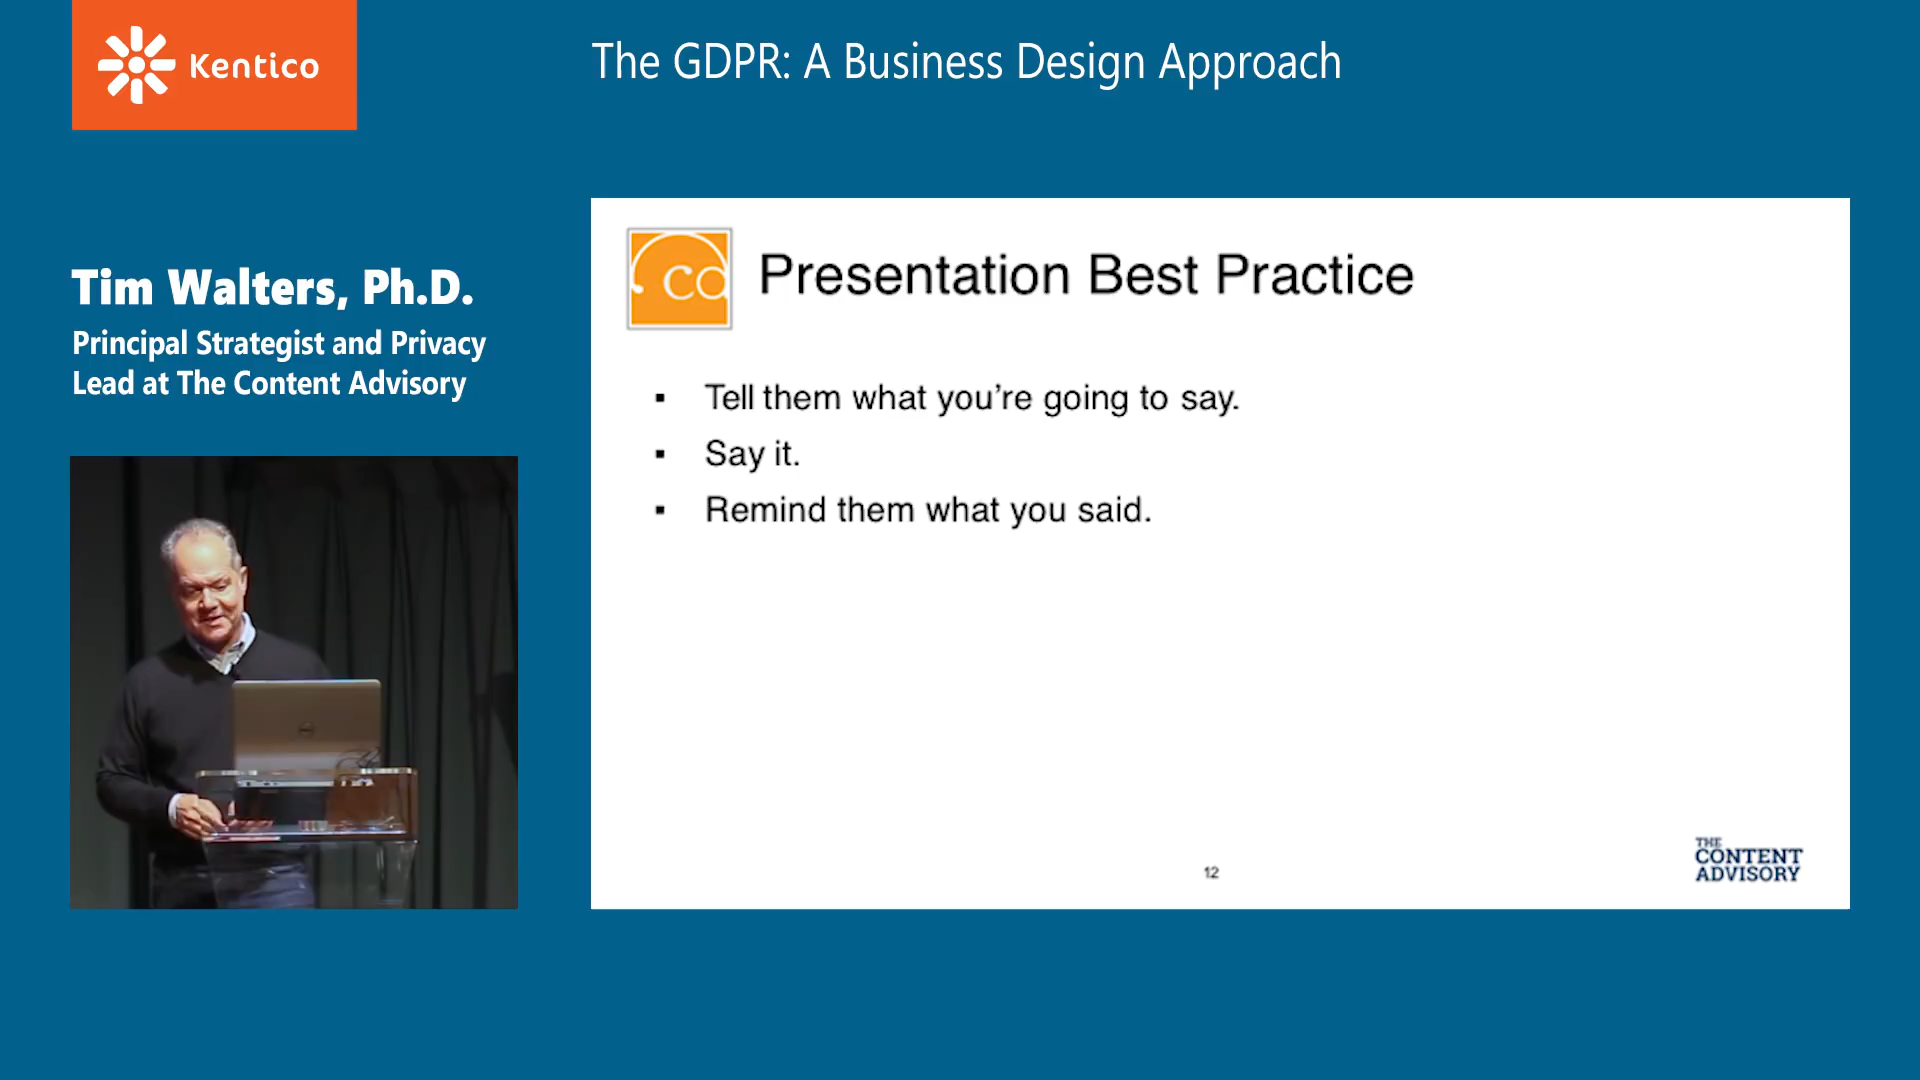 Kentico
The GDPR: A Business Design Approach
Tim Walters, Ph.D.
Principal Strategist and Privacy
Lead at The Content Advisory
ca
Presentation Best Practice
▪ Tell them what you're going to say.
▪ Say it.
▪ Remind them what you said.
12
THE
CONTENT
ADVISORY